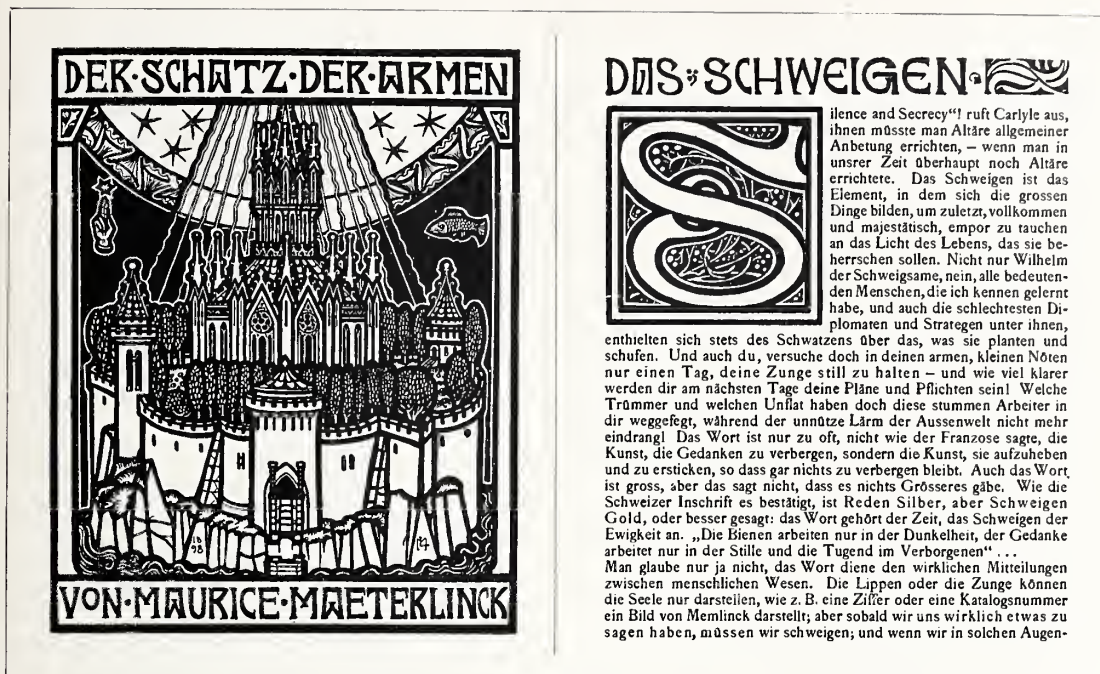 DER·SCHATZ·DER·ARMEN
18
98
VON·MAURICE·MAETERLINCK
DAS SCHWEIGEN
Silence and Secrecy“! ruft Carlyle aus,
ihnen müsste man Altäre allgemeiner
Anbetung errichten, – wenn man in
unsrer Zeit überhaupt noch Altäre
errichtete. Das Schweigen ist das
Element, in dem sich die grossen
Dinge bilden, um zuletzt, vollkommen
und majestätisch, empor zu tauchen
an das Licht des Lebens, das sie be-
herrschen sollen. Nicht nur Wilhelm
der Schweigsame, nein, alle bedeuten-
den Menschen, die ich kennen gelernt
habe, und auch die schlechtesten Di-
plomaten und Strategen unter ihnen,
enthielten sich stets des Schwatzens über das, was sie planten und
schufen. Und auch du, versuche doch in deinen armen, kleinen Nöten
nur einen Tag, deine Zunge still zu halten – und wie viel klarer
werden dir am nächsten Tage deine Pläne und Pflichten sein! Welche
Trümmer und welchen Unflat haben doch diese stummen Arbeiter in
dir weggefegt, während der unnütze Lärm der Aussenwelt nicht mehr
eindrang! Das Wort ist nur zu oft, nicht wie der Franzose sagte, die
Kunst, die Gedanken zu verbergen, sondern die Kunst, sie aufzuheben
und zu ersticken, so dass gar nichts zu verbergen bleibt. Auch das Wort
ist gross, aber das sagt nicht, dass es nichts Grösseres gäbe. Wie die
Schweizer Inschrift es bestätigt, ist Reden Silber, aber Schweigen
Gold, oder besser gesagt: das Wort gehört der Zeit, das Schweigen der
Ewigkeit an. „Die Bienen arbeiten nur in der Dunkelheit, der Gedanke
arbeitet nur in der Stille und die Tugend im Verborgenen“ ...
Man glaube nur ja nicht, das Wort diene den wirklichen Mitteilungen
zwischen menschlichen Wesen. Die Lippen oder die Zunge können
die Seele nur darstellen, wie z. B. eine Ziffer oder eine Katalogsnummer
ein Bild von Memlinck darstellt; aber sobald wir uns wirklich etwas zu
sagen haben, müssen wir schweigen; und wenn wir in solchen Augen-